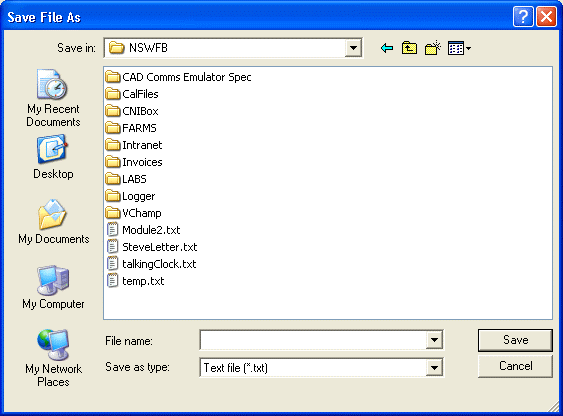 Save File As
Save in:
NSWFB
My Recent
Documents
Desktop
My Documents
My Computer
My Network
Places
CAD Comms Emulator Spec
CalFiles
CNIBox
FARMS
Intranet
Invoices
LABS
Logger
VChamp
Module2.txt
SteveLetter.txt
talkingClock.txt
temp.txt
File name:
Save
Save as type:
Text file (*.txt)
Cancel